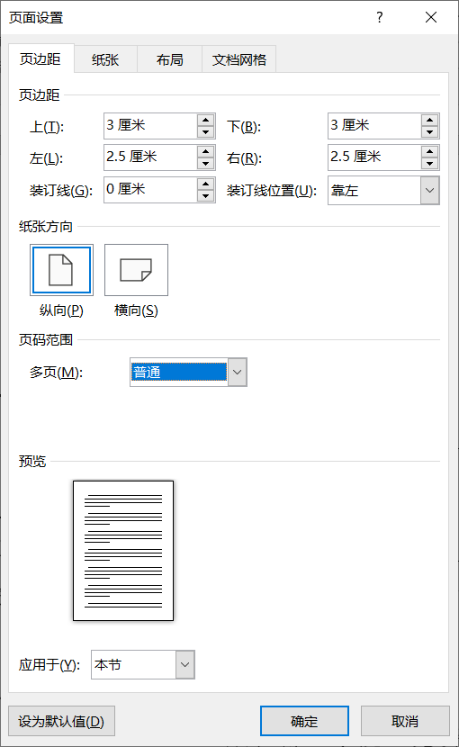 页面设置 ?
页边距 纸张 布局 文档网格
页边距
上(T): 3 厘米 下(B): 3 厘米
左(L): 2.5 厘米 右(R): 2.5 厘米
装订线(G): 0 厘米 装订线位置(U): 靠左
纸张方向
纵向(P) 横向(S)
页码范围
多页(M): 普通
预览
应用于(Y): 本节
设为默认值(D) 确定 取消